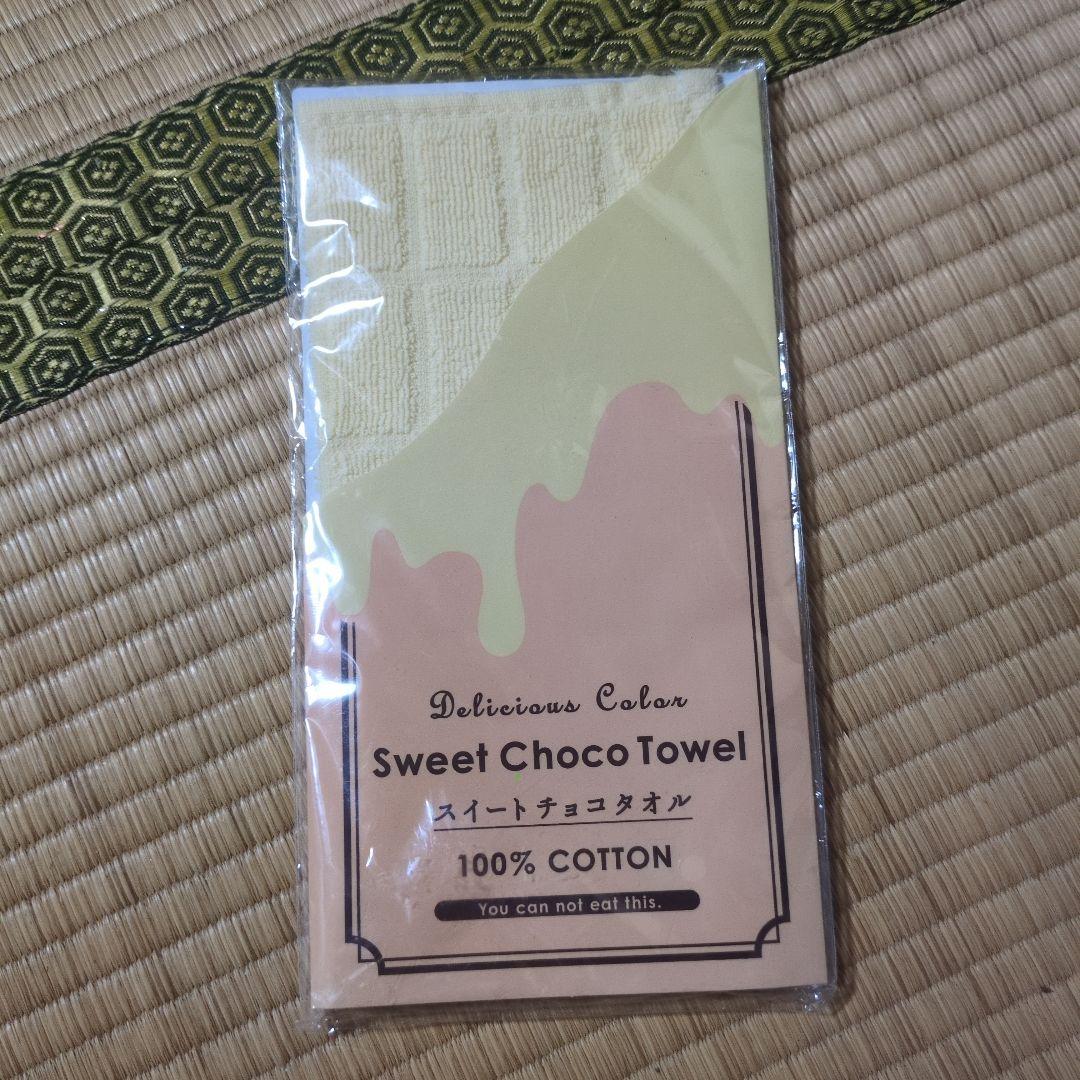 Delicious Color
Sweet Choco Towel
スイートチョコタオル
100% COTTON
You can not eat this.